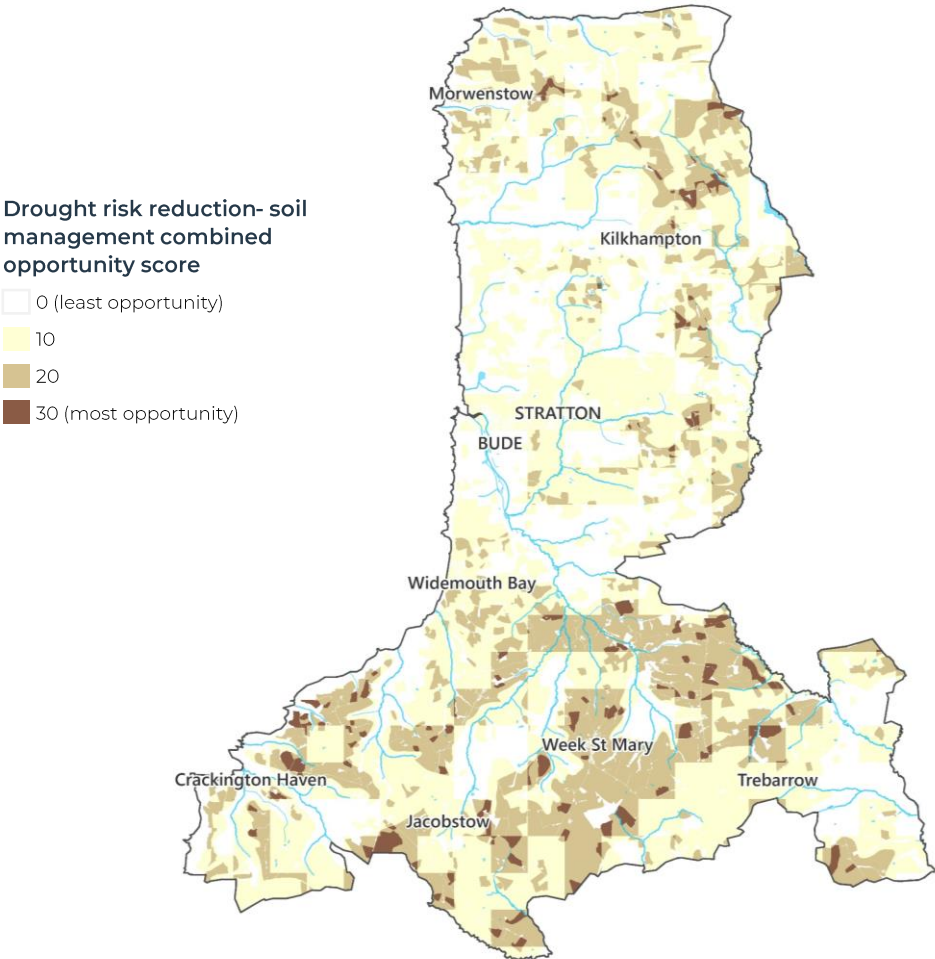 Morwenstow
Drought risk reduction- soil
management combined
opportunity score
0 (least opportunity)
10
20
30 (most opportunity)
Kilkhampton
STRATTON
BUDE
Widemouth Bay
Week St Mary
Crackington Haven
Trebarrow
Jacobstow